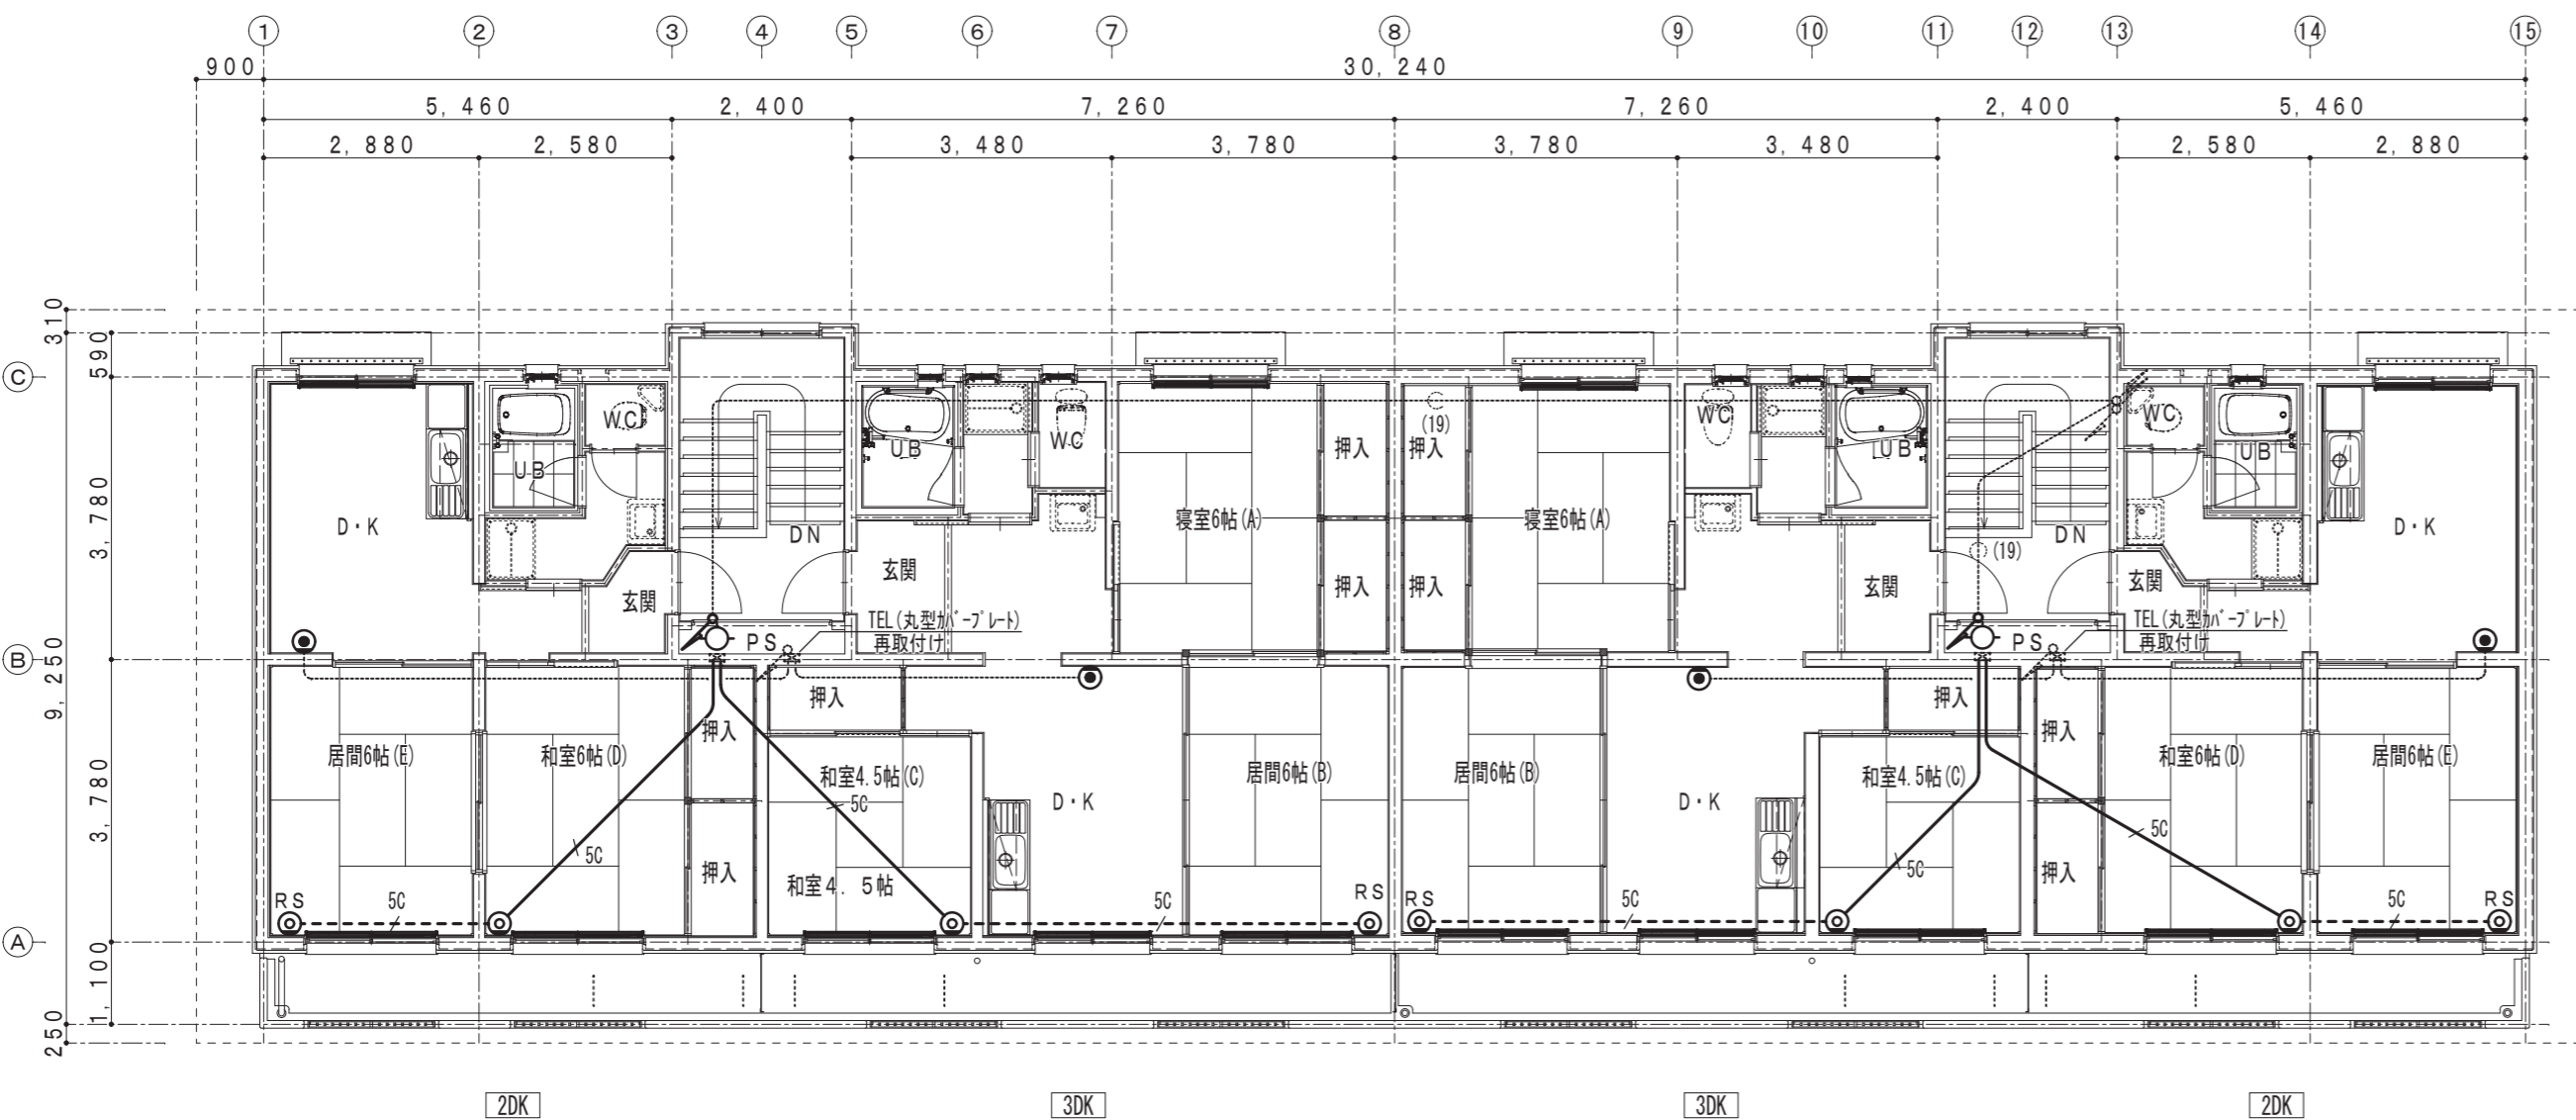 ① ② ③ ④ ⑤ ⑥ ⑦ ⑧ ⑨ ⑩ ⑪ ⑫ ⑬ ⑭ ⑮
900 30,240
5,460 2,400 7,260 7,260 2,400 5,460
2,880 2,580 3,480 3,780 3,780 3,480 2,580 2,880
310
590
Ⓒ
3,780
Ⓑ
9,250
3,780
Ⓐ
1,100
250
WC UB WC (19) WC UB WC UB
UB
押入 押入
D・K DN 寝室6帖(A) 寝室6帖(A) (19) DN D・K
玄関 玄関 押入 押入 玄関 玄関
TEL(丸型カバープレート) TEL(丸型カバープレート)
PS 再取付け PS 再取付け
押入 押入 押入 押入
居間6帖(E) 和室6帖(D) 和室4.5帖(C) 居間6帖(B) 居間6帖(B) 和室4.5帖(C) 和室6帖(D) 居間6帖(E)
5C D・K D・K 5C
5C 5C
押入 和室4.5帖 押入
RS 5C 5C RS RS 5C 5C RS
2DK 3DK 3DK 2DK